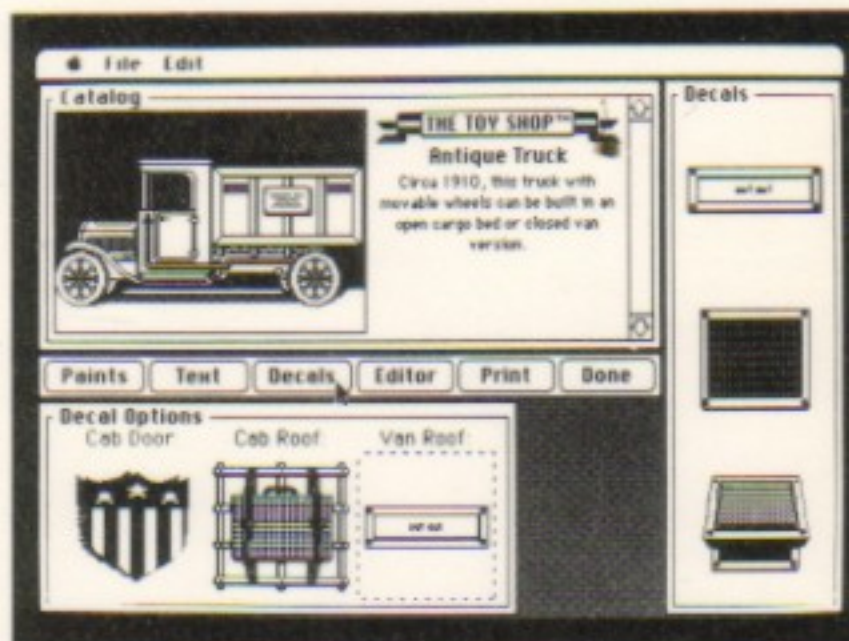 File Edit
Catalog
THE TOY SHOP™
Antique Truck
Circa 1910, this truck with
movable wheels can be built in an
open cargo bed or closed van
version.
Decals
Paints Text Decals Editor Print Done
Decal Options
Cab Door Cab Roof: Van Roof: